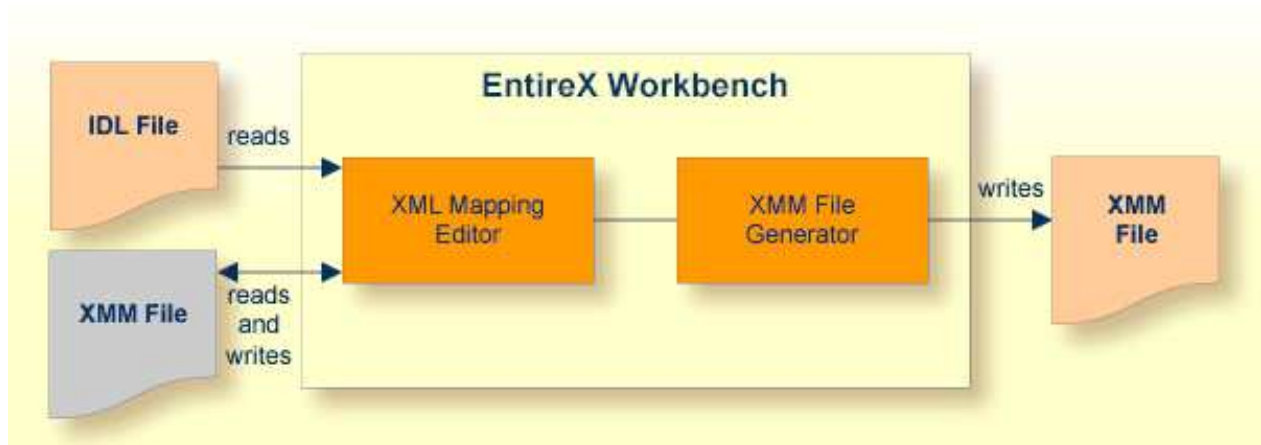 EntireX Workbench
IDL File
reads
XML Mapping
Editor
XMM File
Generator
writes
XMM
File
XMM File
reads
and
writes